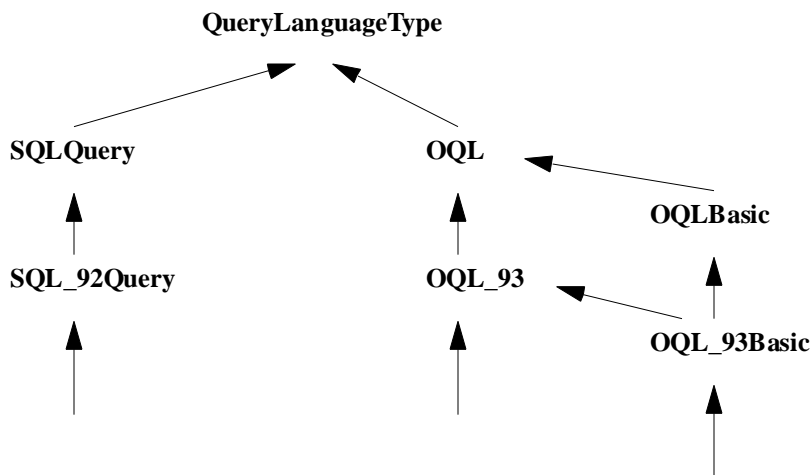 QueryLanguageType
SQLQuery
OQL
OQLBasic
SQL_92Query
OQL_93
OQL_93Basic